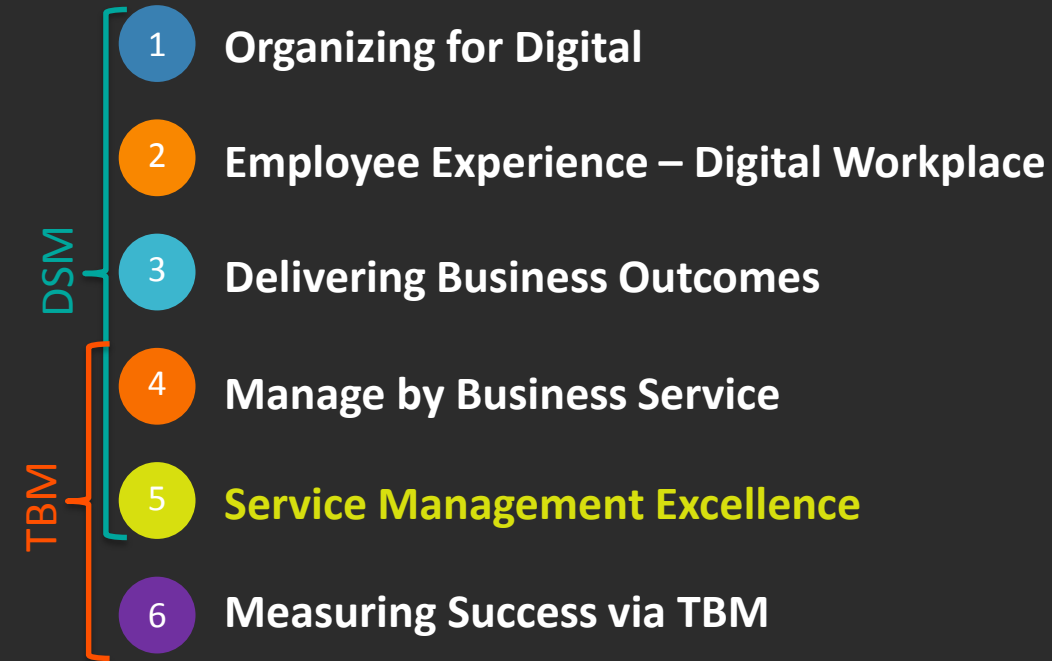 1 Organizing for Digital
2 Employee Experience – Digital Workplace
3 Delivering Business Outcomes
DSM
4 Manage by Business Service
5 Service Management Excellence
TBM
6 Measuring Success via TBM